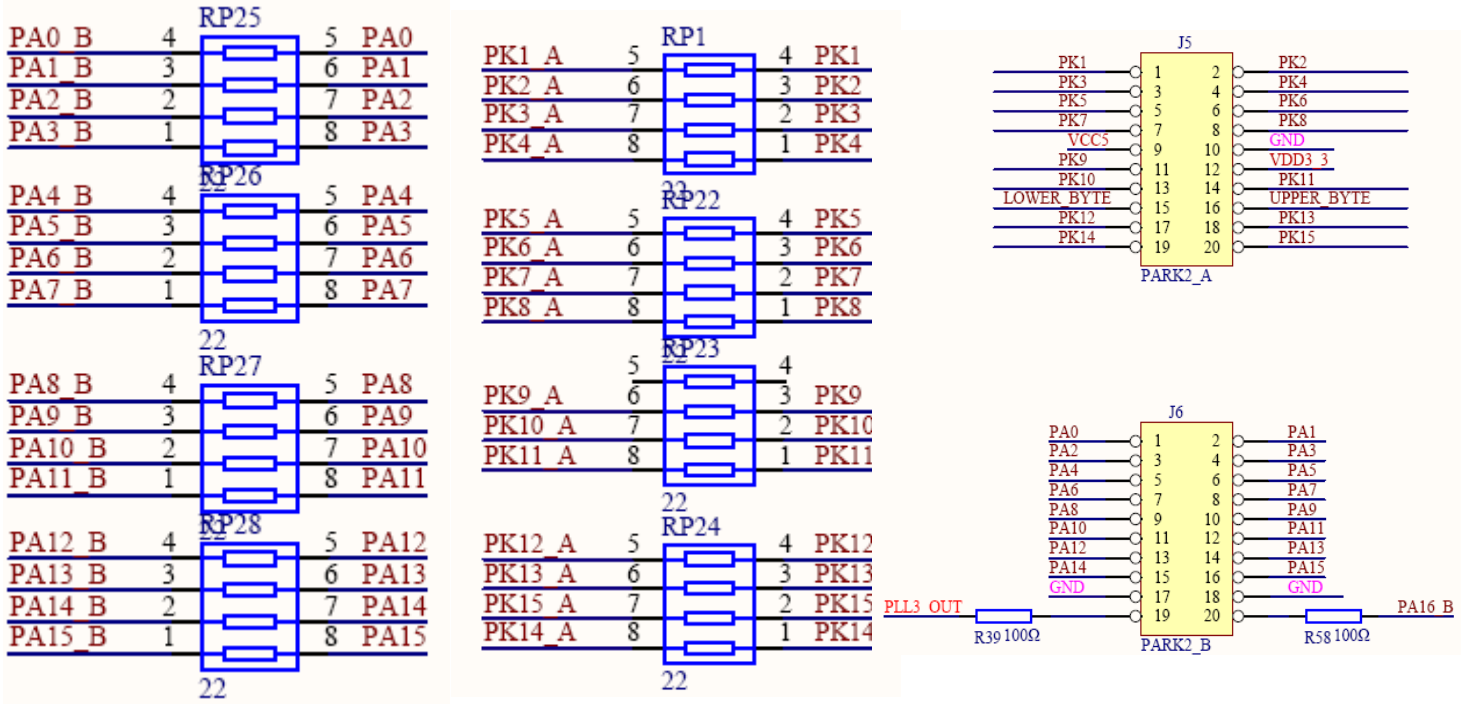 RP25
PA0_B 4 5 PA0
PA1_B 3 6 PA1
PA2_B 2 7 PA2
PA3_B 1 8 PA3
22
RP26
PA4_B 4 5 PA4
PA5_B 3 6 PA5
PA6_B 2 7 PA6
PA7_B 1 8 PA7
22
RP27
PA8_B 4 5 PA8
PA9_B 3 6 PA9
PA10_B 2 7 PA10
PA11_B 1 8 PA11
22
RP28
PA12_B 4 5 PA12
PA13_B 3 6 PA13
PA14_B 2 7 PA14
PA15_B 1 8 PA15
22
RP1
PK1_A 5 4 PK1
PK2_A 6 3 PK2
PK3_A 7 2 PK3
PK4_A 8 1 PK4
22
RP22
PK5_A 5 4 PK5
PK6_A 6 3 PK6
PK7_A 7 2 PK7
PK8_A 8 1 PK8
22
RP23
5 4
PK9_A 6 3 PK9
PK10_A 7 2 PK10
PK11_A 8 1 PK11
22
RP24
PK12_A 5 4 PK12
PK13_A 6 3 PK13
PK15_A 7 2 PK15
PK14_A 8 1 PK14
22
J5
PK1 1 2 PK2
PK3 3 4 PK4
PK5 5 6 PK6
PK7 7 8 PK8
VCC5 9 10 GND
PK9 11 12 VDD3_3
PK10 13 14 PK11
LOWER_BYTE 15 16 UPPER_BYTE
PK12 17 18 PK13
PK14 19 20 PK15
PARK2_A
J6
PA0 1 2 PA1
PA2 3 4 PA3
PA4 5 6 PA5
PA6 7 8 PA7
PA8 9 10 PA9
PA10 11 12 PA11
PA12 13 14 PA13
PA14 15 16 PA15
GND 17 18 GND
PLL3_OUT 19 20 PA16_B
R39 100Ω R58 100Ω
PARK2_B